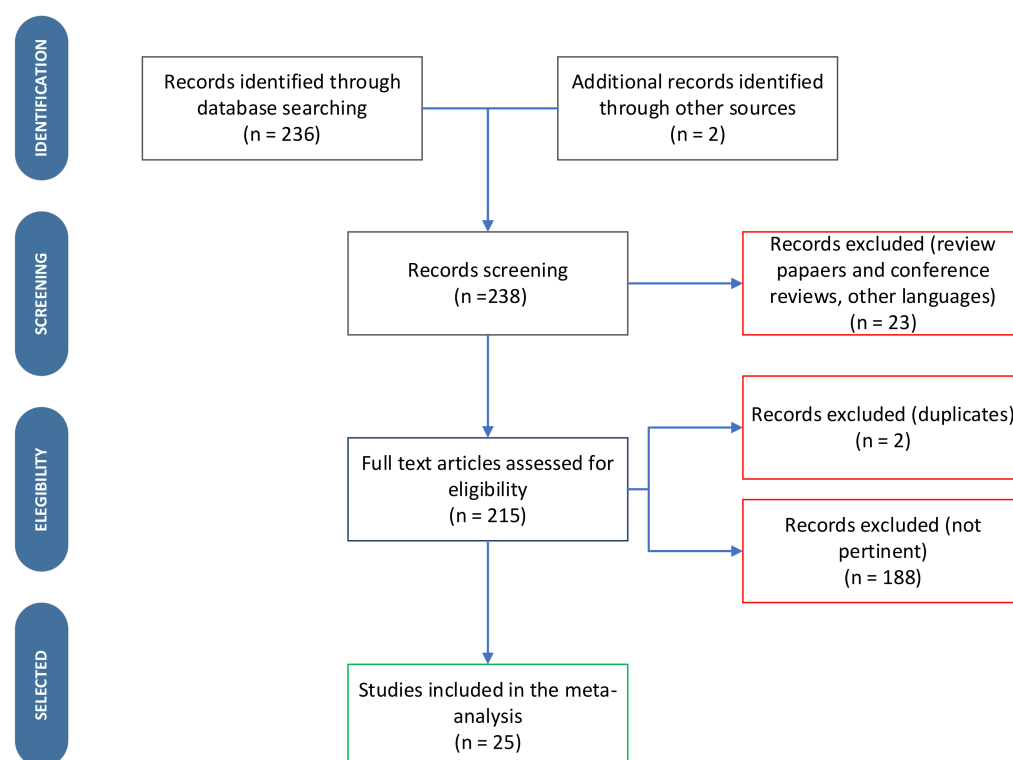 IDENTIFICATION
Records identified through
database searching
(n = 236)
Additional records identified
through other sources
(n = 2)
SCREENING
Records screening
(n =238)
Records excluded (review
papaers and conference
reviews, other languages)
(n = 23)
ELEGIBILITY
Full text articles assessed for
eligibility
(n = 215)
Records excluded (duplicates)
(n = 2)
Records excluded (not
pertinent)
(n = 188)
SELECTED
Studies included in the meta-
analysis
(n = 25)